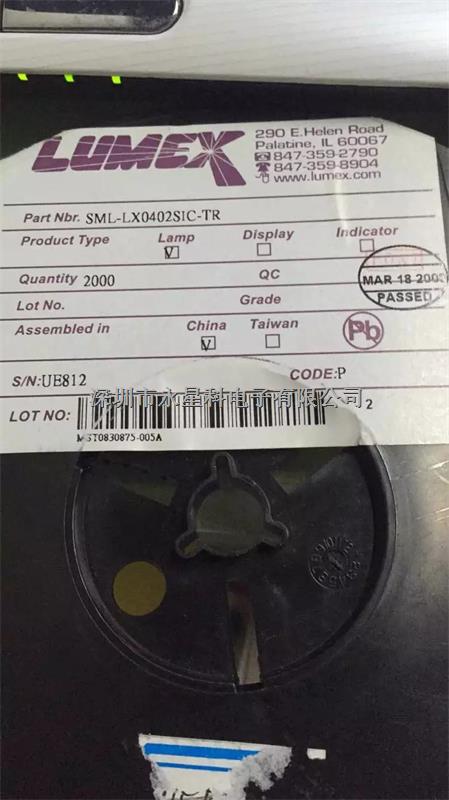 LUMEX
290 E. Helen Road
Palatine, IL 60067
847-359-2790
847-359-8904
www.lumex.com
Part Nbr. SML-LX0402SIC-TR
Product Type Lamp Display Indicator
Quantity 2000 QC
MAR 18 200
PASSED
Lot No. Grade
Assembled in China Taiwan
Pb
S/N:UE812 CODE:P
深圳市永星科电子有限公司
LOT NO: 2
MST0830875-005A